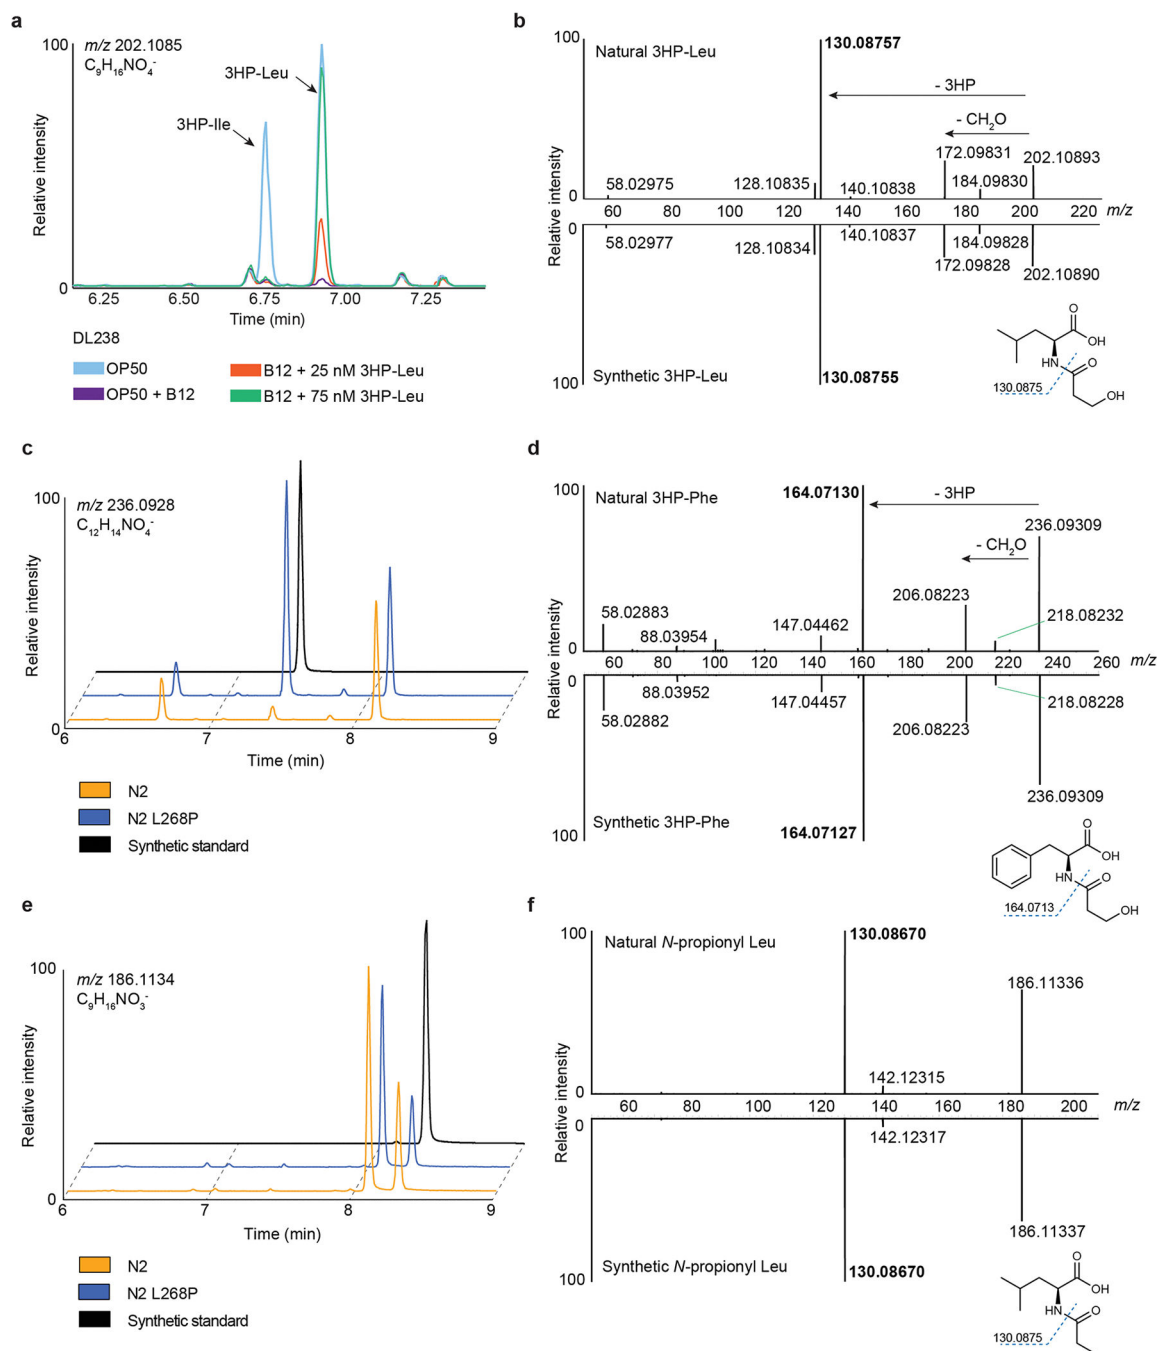 a
m/z 202.1085
C9H16NO4-
100
3HP-Leu
3HP-Ile
Relative intensity
0
6.25
6.50
6.75
7.00
7.25
Time (min)
DL238
OP50
B12 + 25 nM 3HP-Leu
OP50 + B12
B12 + 75 nM 3HP-Leu
b
100
Natural 3HP-Leu
130.08757
- 3HP
- CH2O
172.09831
202.10893
58.02975
128.10835
140.10838
184.09830
0
60
80
100
120
140
160
180
200
220
m/z
Relative intensity
0
58.02977
128.10834
140.10837
184.09828
172.09828
202.10890
100
Synthetic 3HP-Leu
130.08755
O
OH
HN
O
130.0875
OH
c
100
m/z 236.0928
C12H14NO4-
Relative intensity
0
6
7
8
9
Time (min)
N2
N2 L268P
Synthetic standard
d
100
Natural 3HP-Phe
164.07130
- 3HP
236.09309
- CH2O
206.08223
58.02883
88.03954
147.04462
218.08232
0
60
80
100
120
140
160
200
220
240
260
m/z
Relative intensity
0
58.02882
88.03952
147.04457
206.08223
218.08228
236.09309
100
Synthetic 3HP-Phe
164.07127
O
OH
HN
O
164.0713
OH
e
100
m/z 186.1134
C9H16NO3-
Relative intensity
0
6
7
8
9
Time (min)
N2
N2 L268P
Synthetic standard
f
100
Natural N-propionyl Leu
130.08670
186.11336
142.12315
0
60
80
100
120
140
160
180
200
m/z
Relative intensity
0
142.12317
186.11337
100
Synthetic N-propionyl Leu
130.08670
O
OH
HN
O
130.0875